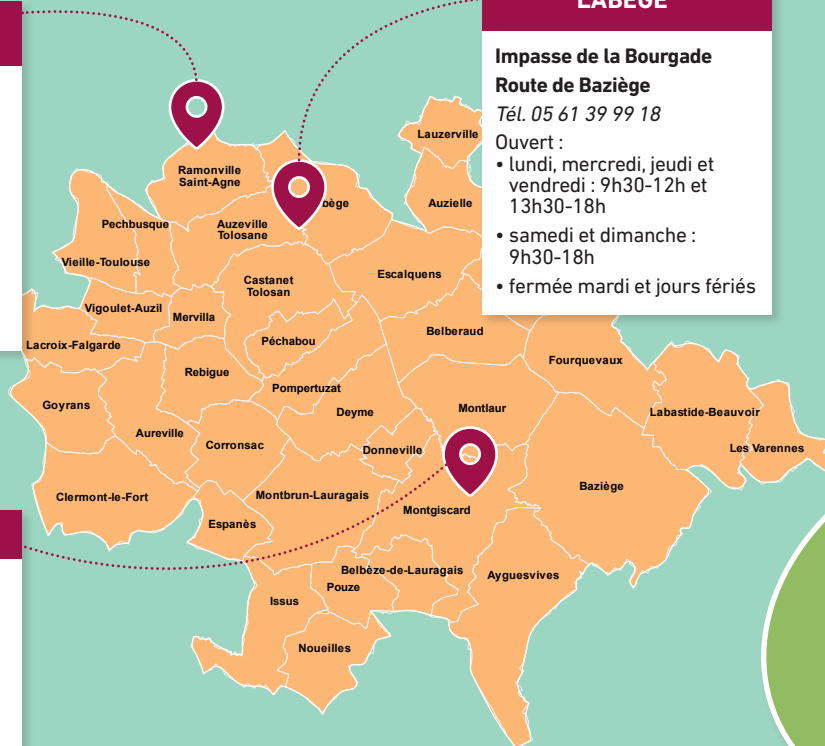 LABÈGE
Impasse de la Bourgade
Route de Baziège
Tél. 05 61 39 99 18
Ouvert :
• lundi, mercredi, jeudi et
vendredi : 9h30-12h et
13h30-18h
• samedi et dimanche :
9h30-18h
• fermée mardi et jours fériés
Lauzerville
Ramonville
Saint-Agne
bège
Auzielle
Pechbusque
Auzeville
Tolosane
Vieille-Toulouse
Escalquens
Castanet
Tolosan
Vigoulet-Auzil
Mervilla
Belberaud
Lacroix-Falgarde
Péchabou
Fourquevaux
Rebigue
Pompertuzat
Goyrans
Deyme
Montlaur
Labastide-Beauvoir
Aureville
Corronsac
Donneville
Les Varennes
Baziège
Clermont-le-Fort
Montbrun-Lauragais
Montgiscard
Espanès
Belbèze-de-Lauragais
Ayguesvives
Pouze
Issus
Noueilles